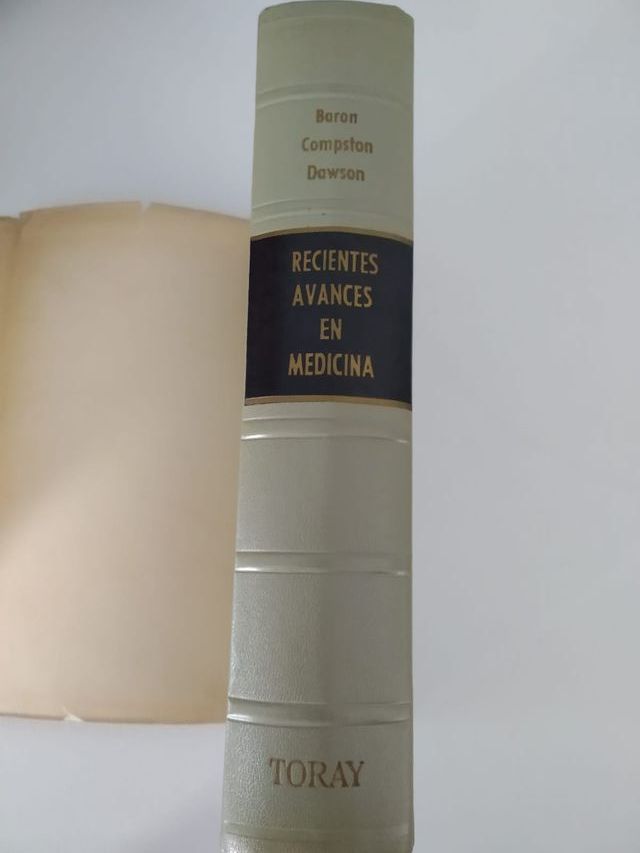 Baron
Compston
Dawson
RECIENTES
AVANCES
EN
MEDICINA
TORAY